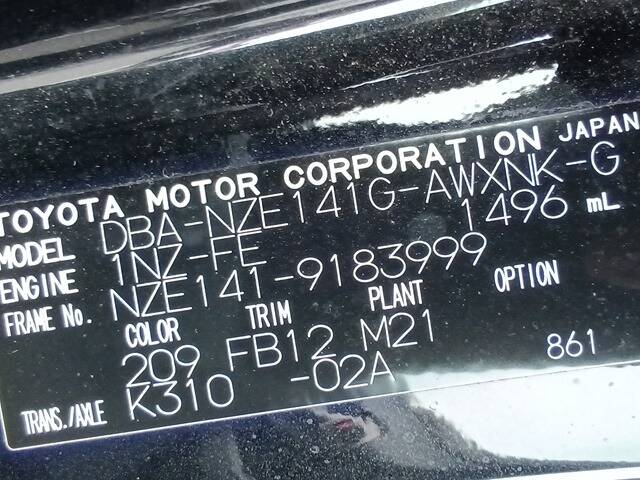 TOYOTA MOTOR CORPORATION JAPAN
MODEL DBA-NZE141G-AWXNK-G
ENGINE 1NZ-FE 1496 mL
FRAME No. NZE141-9183999
COLOR TRIM PLANT OPTION
209 FB12 M21
TRANS./AXLE K310 -02A 861